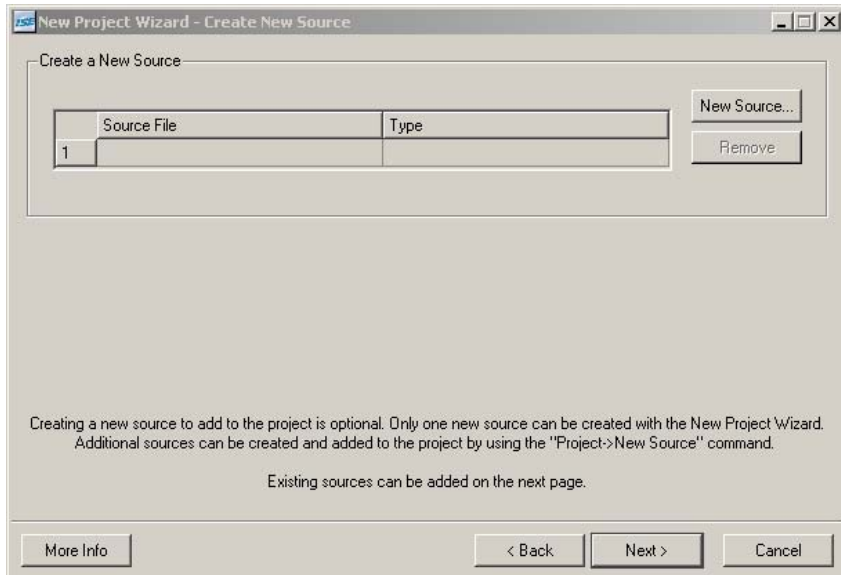 ISE New Project Wizard - Create New Source
Create a New Source
New Source...
Source File Type
1
Remove
Creating a new source to add to the project is optional. Only one new source can be created with the New Project Wizard.
Additional sources can be created and added to the project by using the "Project->New Source" command.
Existing sources can be added on the next page.
More Info < Back Next > Cancel